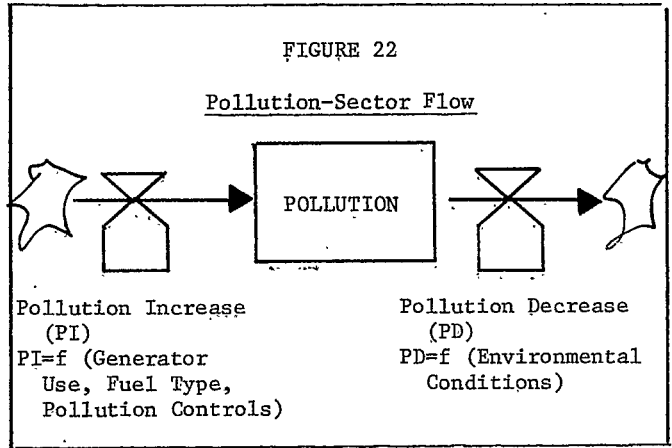 FIGURE 22
Pollution-Sector Flow
POLLUTION
Pollution Increase
(PI)
PI=f (Generator
Use, Fuel Type,
Pollution Controls)
Pollution Decrease
(PD)
PD=f (Environmental
Conditions)